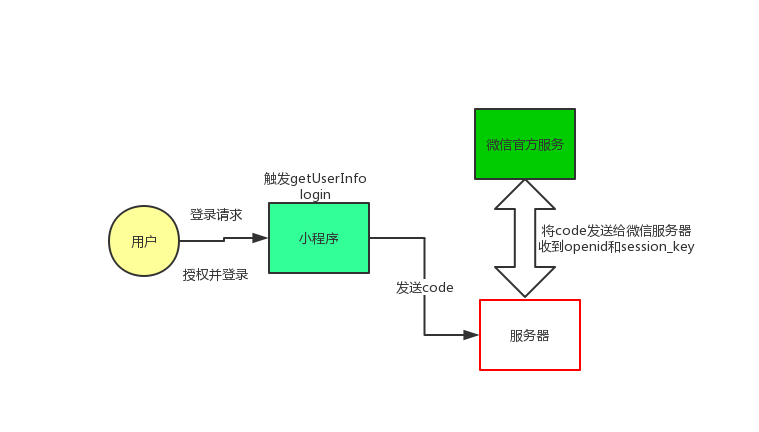 微信官方服务
触发getUserInfo
login
登录请求
用户
小程序
授权并登录
将code发送给微信服务器
收到openid和session_key
发送code
服务器